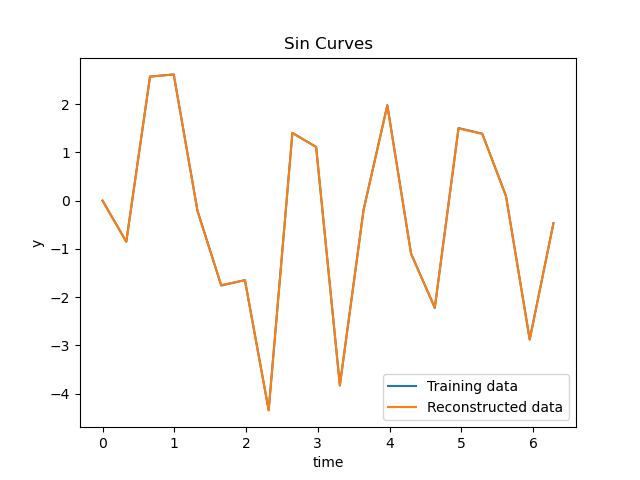 Sin Curves
y
2
1
0
−1
−2
−3
−4
0 1 2 3 4 5 6
time
Training data
Reconstructed data